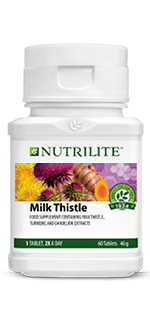 NUTRILITE™
Milk Thistle
FOOD SUPPLEMENT CONTAINING MILK THISTLE,
TURMERIC AND DANDELION EXTRACTS
1 TABLET, 2X A DAY
60 Tablets 46 g
1934